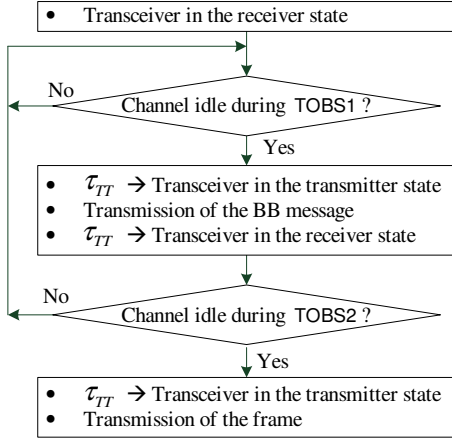 • Transceiver in the receiver state
No
Channel idle during TOBS1 ?
Yes
• τTT → Transceiver in the transmitter state
• Transmission of the BB message
• τTT → Transceiver in the receiver state
No
Channel idle during TOBS2 ?
Yes
• τTT → Transceiver in the transmitter state
• Transmission of the frame